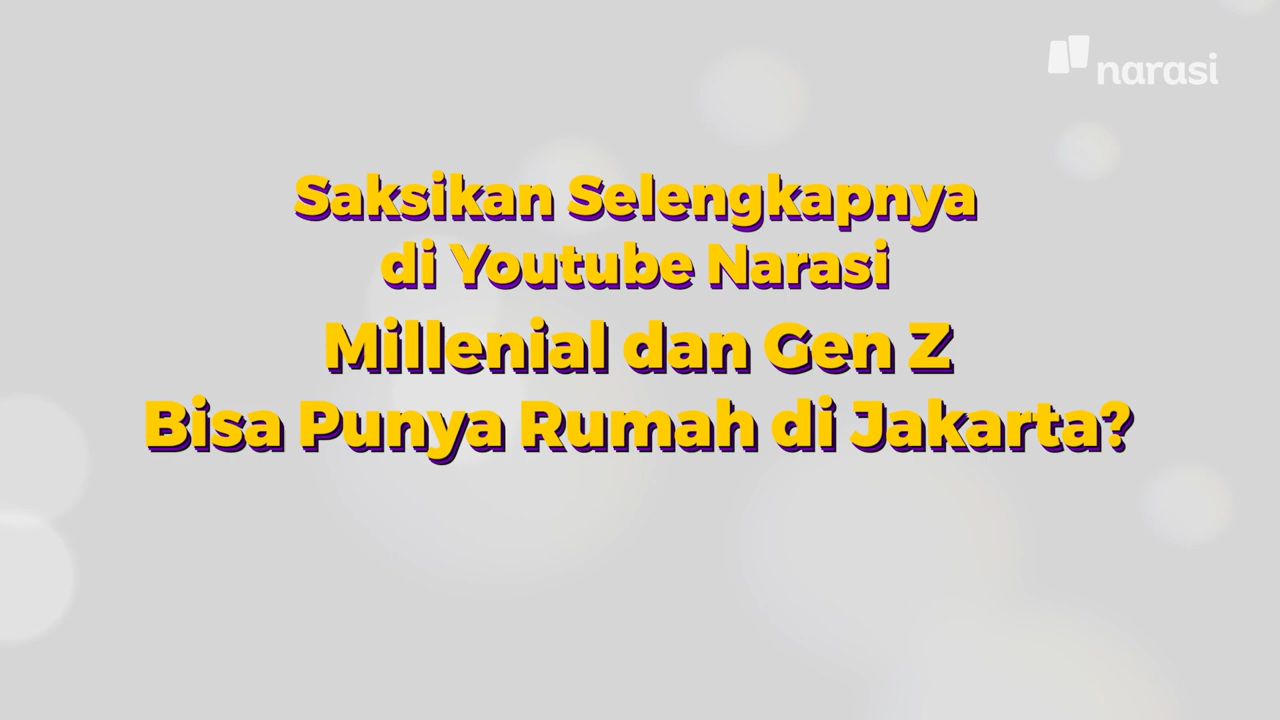 narasi
Saksikan Selengkapnya
di Youtube Narasi
Millenial dan Gen Z
Bisa Punya Rumah di Jakarta?